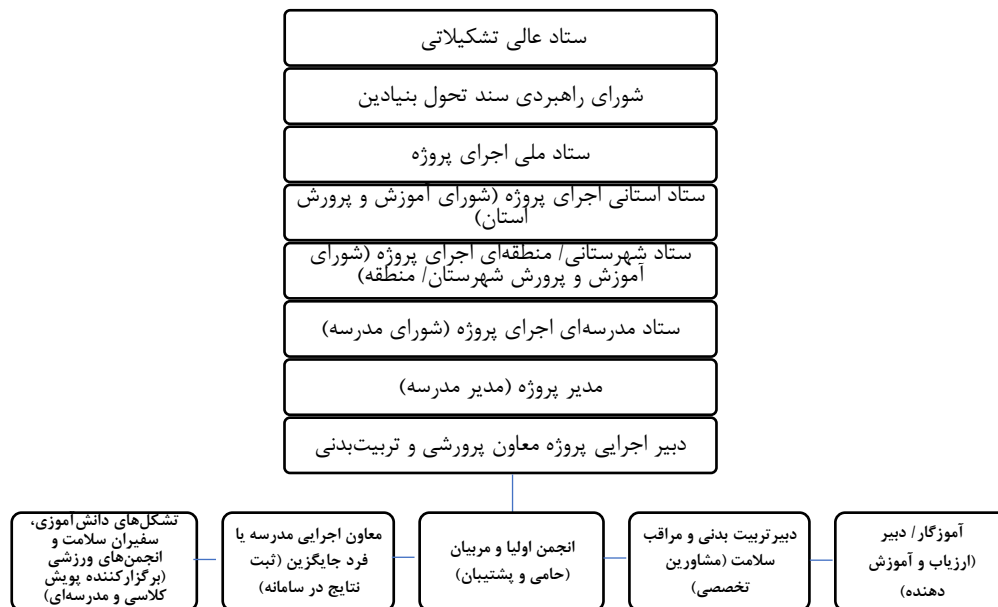 ستاد عالی تشکیلاتی
شورای راهبردی سند تحول بنیادین
ستاد ملی اجرای پروژه
ستاد استانی اجرای پروژه (شورای آموزش و پرورش
استان)
ستاد شهرستانی/ منطقه‌ای اجرای پروژه (شورای
آموزش و پرورش شهرستان/ منطقه)
ستاد مدرسه‌ای اجرای پروژه (شورای مدرسه)
مدیر پروژه (مدیر مدرسه)
دبیر اجرایی پروژه معاون پرورشی و تربیت‌بدنی
آموزگار/ دبیر
(ارزیاب و آموزش
دهنده)
دبیرتربیت بدنی و مراقب
سلامت (مشاورین
تخصصی)
انجمن اولیا و مربیان
(حامی و پشتیبان)
معاون اجرایی مدرسه یا
فرد جایگزین (ثبت
نتایج در سامانه)
تشکل‌های دانش‌آموزی،
سفیران سلامت و
انجمن‌های ورزشی
(برگزارکننده پویش
کلاسی و مدرسه‌ای)